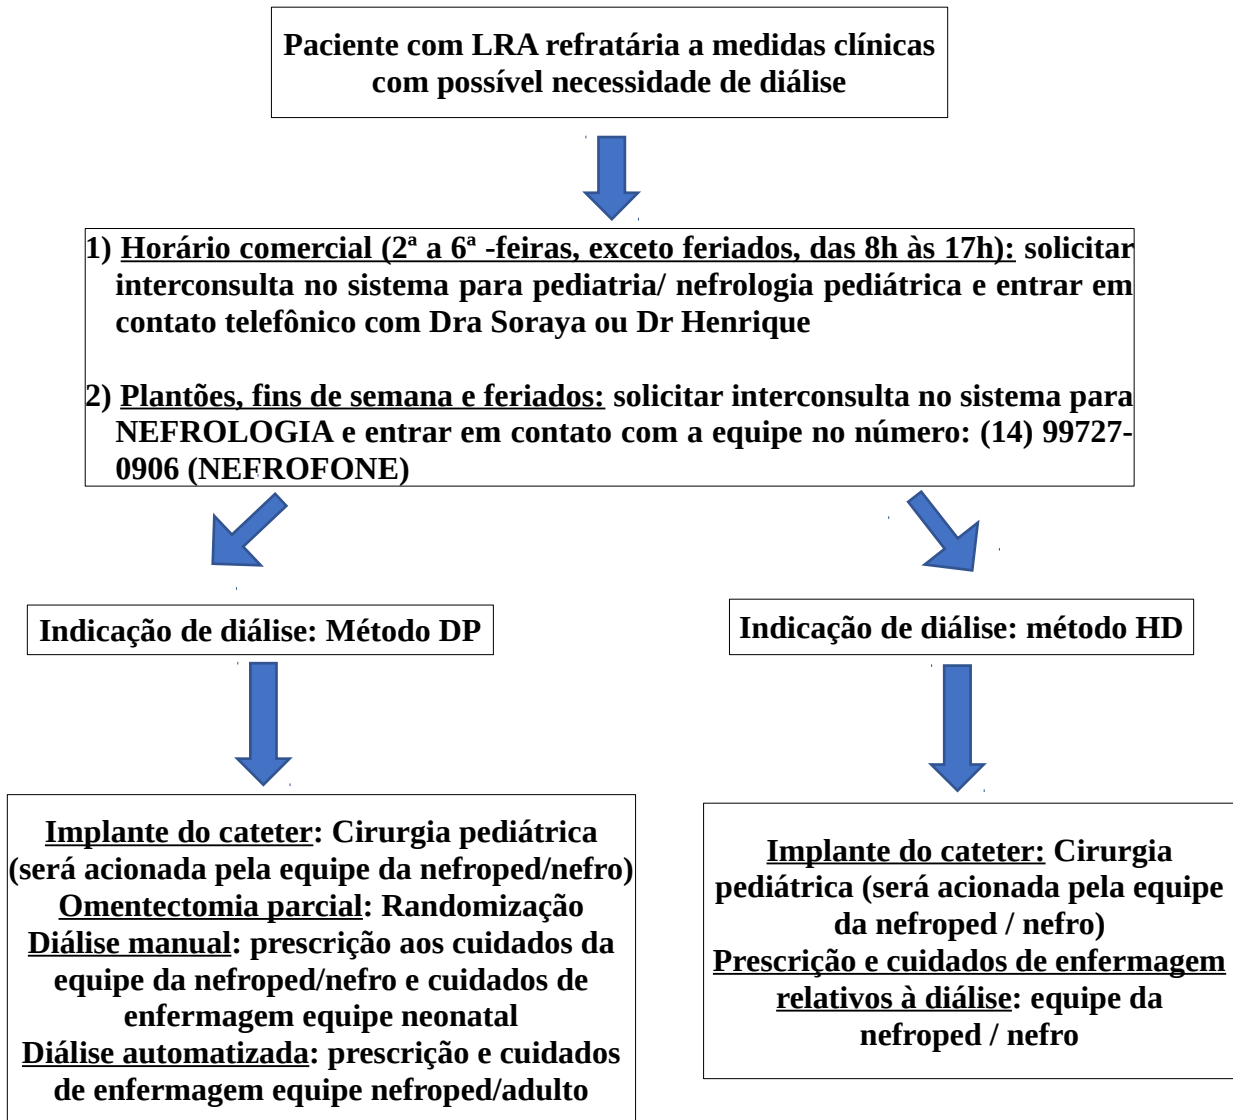 Paciente com LRA refratária a medidas clínicas
com possível necessidade de diálise
1) Horário comercial (2ª a 6ª -feiras, exceto feriados, das 8h às 17h): solicitar
interconsulta no sistema para pediatria/ nefrologia pediátrica e entrar em
contato telefônico com Dra Soraya ou Dr Henrique
2) Plantões, fins de semana e feriados: solicitar interconsulta no sistema para
NEFROLOGIA e entrar em contato com a equipe no número: (14) 99727-
0906 (NEFROFONE)
Indicação de diálise: Método DP
Indicação de diálise: método HD
Implante do cateter: Cirurgia pediátrica
(será acionada pela equipe da nefroped/nefro)
Omentectomia parcial: Randomização
Diálise manual: prescrição aos cuidados da
equipe da nefroped/nefro e cuidados de
enfermagem equipe neonatal
Diálise automatizada: prescrição e cuidados
de enfermagem equipe nefroped/adulto
Implante do cateter: Cirurgia
pediátrica (será acionada pela equipe
da nefroped / nefro)
Prescrição e cuidados de enfermagem
relativos à diálise: equipe da
nefroped / nefro